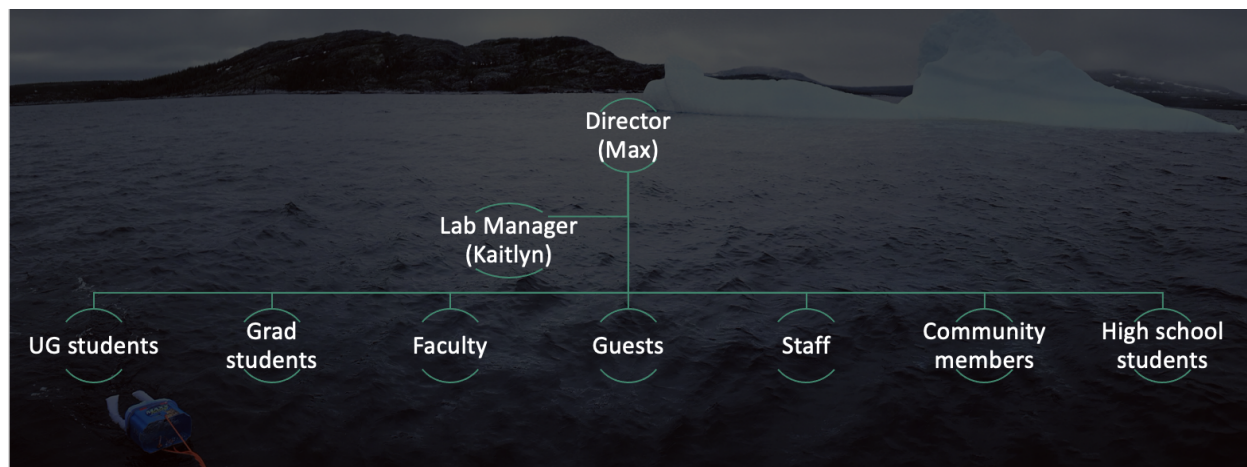 Director
(Max)
Lab Manager
(Kaitlyn)
UG students
Grad
students
Faculty
Guests
Staff
Community
members
High school
students